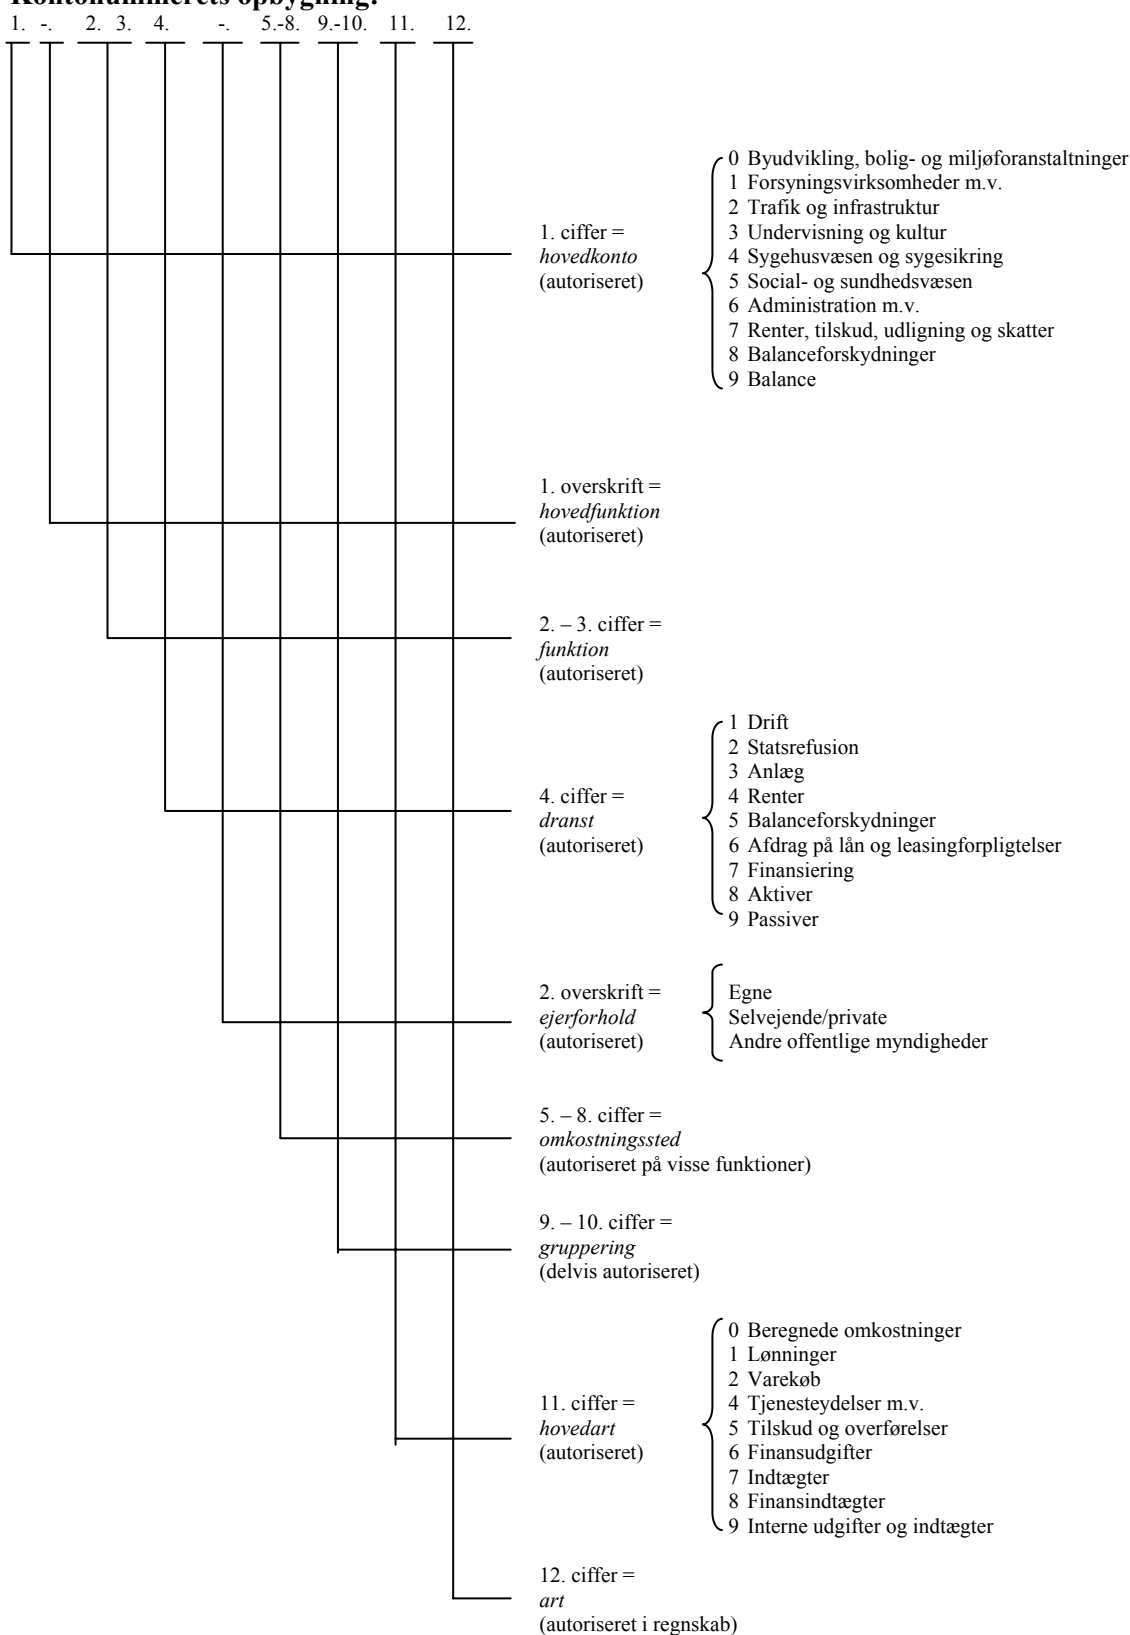 Kontonummerets opbygning:
1. -. 2. 3. 4. -. 5.-8. 9.-10. 11. 12.
1. ciffer =
hovedkonto
(autoriseret)
0 Byudvikling, bolig- og miljøforanstaltninger
1 Forsyningsvirksomheder m.v.
2 Trafik og infrastruktur
3 Undervisning og kultur
4 Sygehusvæsen og sygesikring
5 Social- og sundhedsvæsen
6 Administration m.v.
7 Renter, tilskud, udligning og skatter
8 Balanceforskydninger
9 Balance
1. overskrift =
hovedfunktion
(autoriseret)
2. – 3. ciffer =
funktion
(autoriseret)
4. ciffer =
dranst
(autoriseret)
1 Drift
2 Statsrefusion
3 Anlæg
4 Renter
5 Balanceforskydninger
6 Afdrag på lån og leasingforpligtelser
7 Finansiering
8 Aktiver
9 Passiver
2. overskrift =
ejerforhold
(autoriseret)
Egne
Selvejende/private
Andre offentlige myndigheder
5. – 8. ciffer =
omkostningssted
(autoriseret på visse funktioner)
9. – 10. ciffer =
gruppering
(delvis autoriseret)
11. ciffer =
hovedart
(autoriseret)
0 Beregnede omkostninger
1 Lønninger
2 Varekøb
4 Tjenesteydelser m.v.
5 Tilskud og overførelser
6 Finansudgifter
7 Indtægter
8 Finansindtægter
9 Interne udgifter og indtægter
12. ciffer =
art
(autoriseret i regnskab)